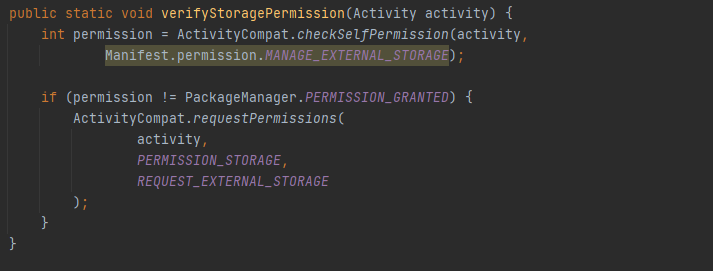 public static void verifyStoragePermission(Activity activity) {
int permission = ActivityCompat.checkSelfPermission(activity,
Manifest.permission.MANAGE_EXTERNAL_STORAGE);
if (permission != PackageManager.PERMISSION_GRANTED) {
ActivityCompat.requestPermissions(
activity,
PERMISSION_STORAGE,
REQUEST_EXTERNAL_STORAGE
);
}
}